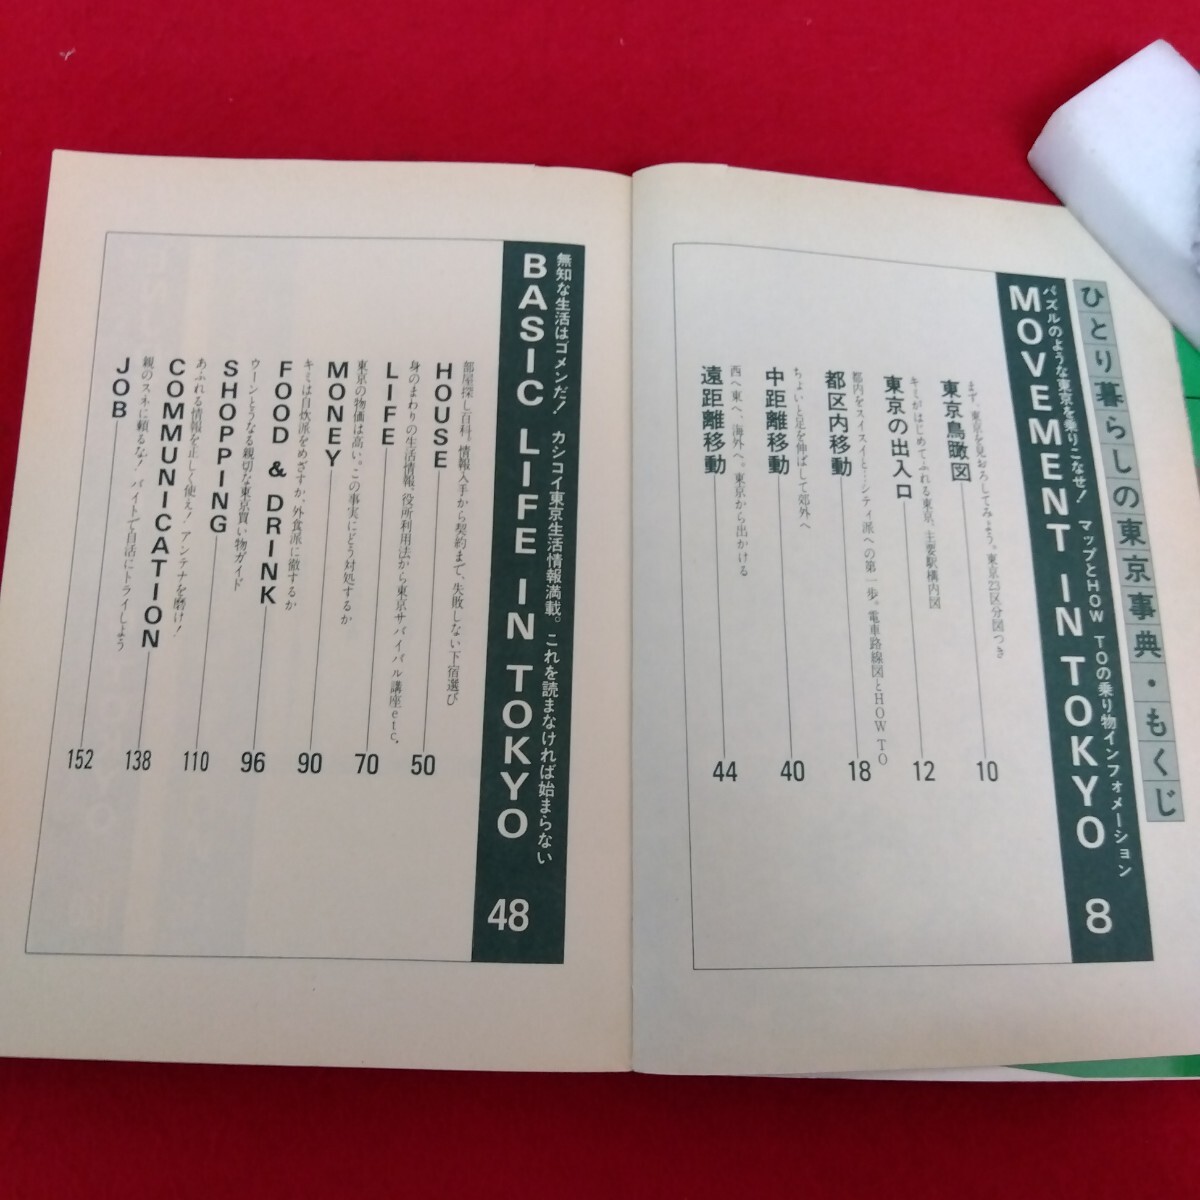 ひとり暮らしの東京事典・もくじ
パズルのような東京を乗りこなせ！　マップとHOW TOの乗り物インフォメーション
MOVEMENT IN TOKYO 8
東京鳥瞰図 10
まず、東京を見おろしてみよう。東京23区分図つき
東京の出入口 12
キミがはじめてふれる東京、主要駅構内図
都区内移動 18
都内をスイスイと…シティ派への第一歩。電車路線図とHOW TO
中距離移動 40
ちょいと足を伸ばして郊外へ
遠距離移動 44
西へ東へ、海外へ。東京から出かける
無知な生活はゴメンだ！　カシコイ東京生活情報満載。これを読まなければ始まらない
BASIC LIFE IN TOKYO 48
HOUSE 50
部屋探し百科。情報入手から契約まで、失敗しない下宿選び
LIFE 70
身のまわりの生活情報。役所利用法から東京サバイバル講座etc.
MONEY 90
東京の物価は高い。この事実にどう対処するか
FOOD & DRINK 96
キミは自炊派をめざすか、外食派に徹するか
SHOPPING 110
ウーンとうなる親切な東京買い物ガイド
COMMUNICATION 138
あふれる情報を正しく使え！アンテナを磨け！
JOB 152
親のスネに頼るな！バイトで自活にトライしよう